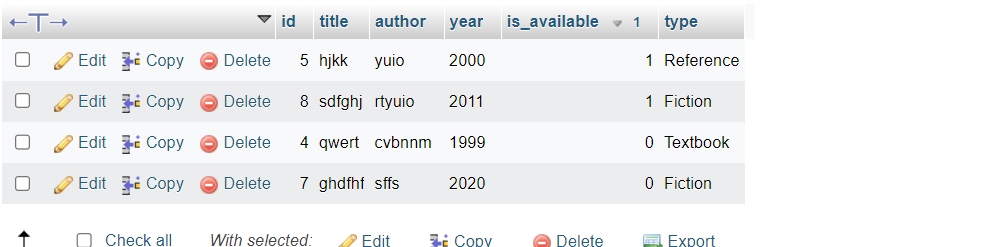 id title author year is_available 1 type
Edit Copy Delete 5 hjkk yuio 2000 1 Reference
Edit Copy Delete 8 sdfghj rtyuio 2011 1 Fiction
Edit Copy Delete 4 qwert cvbnnm 1999 0 Textbook
Edit Copy Delete 7 ghdfhf sffs 2020 0 Fiction
Check all With selected: Edit Copy Delete Export